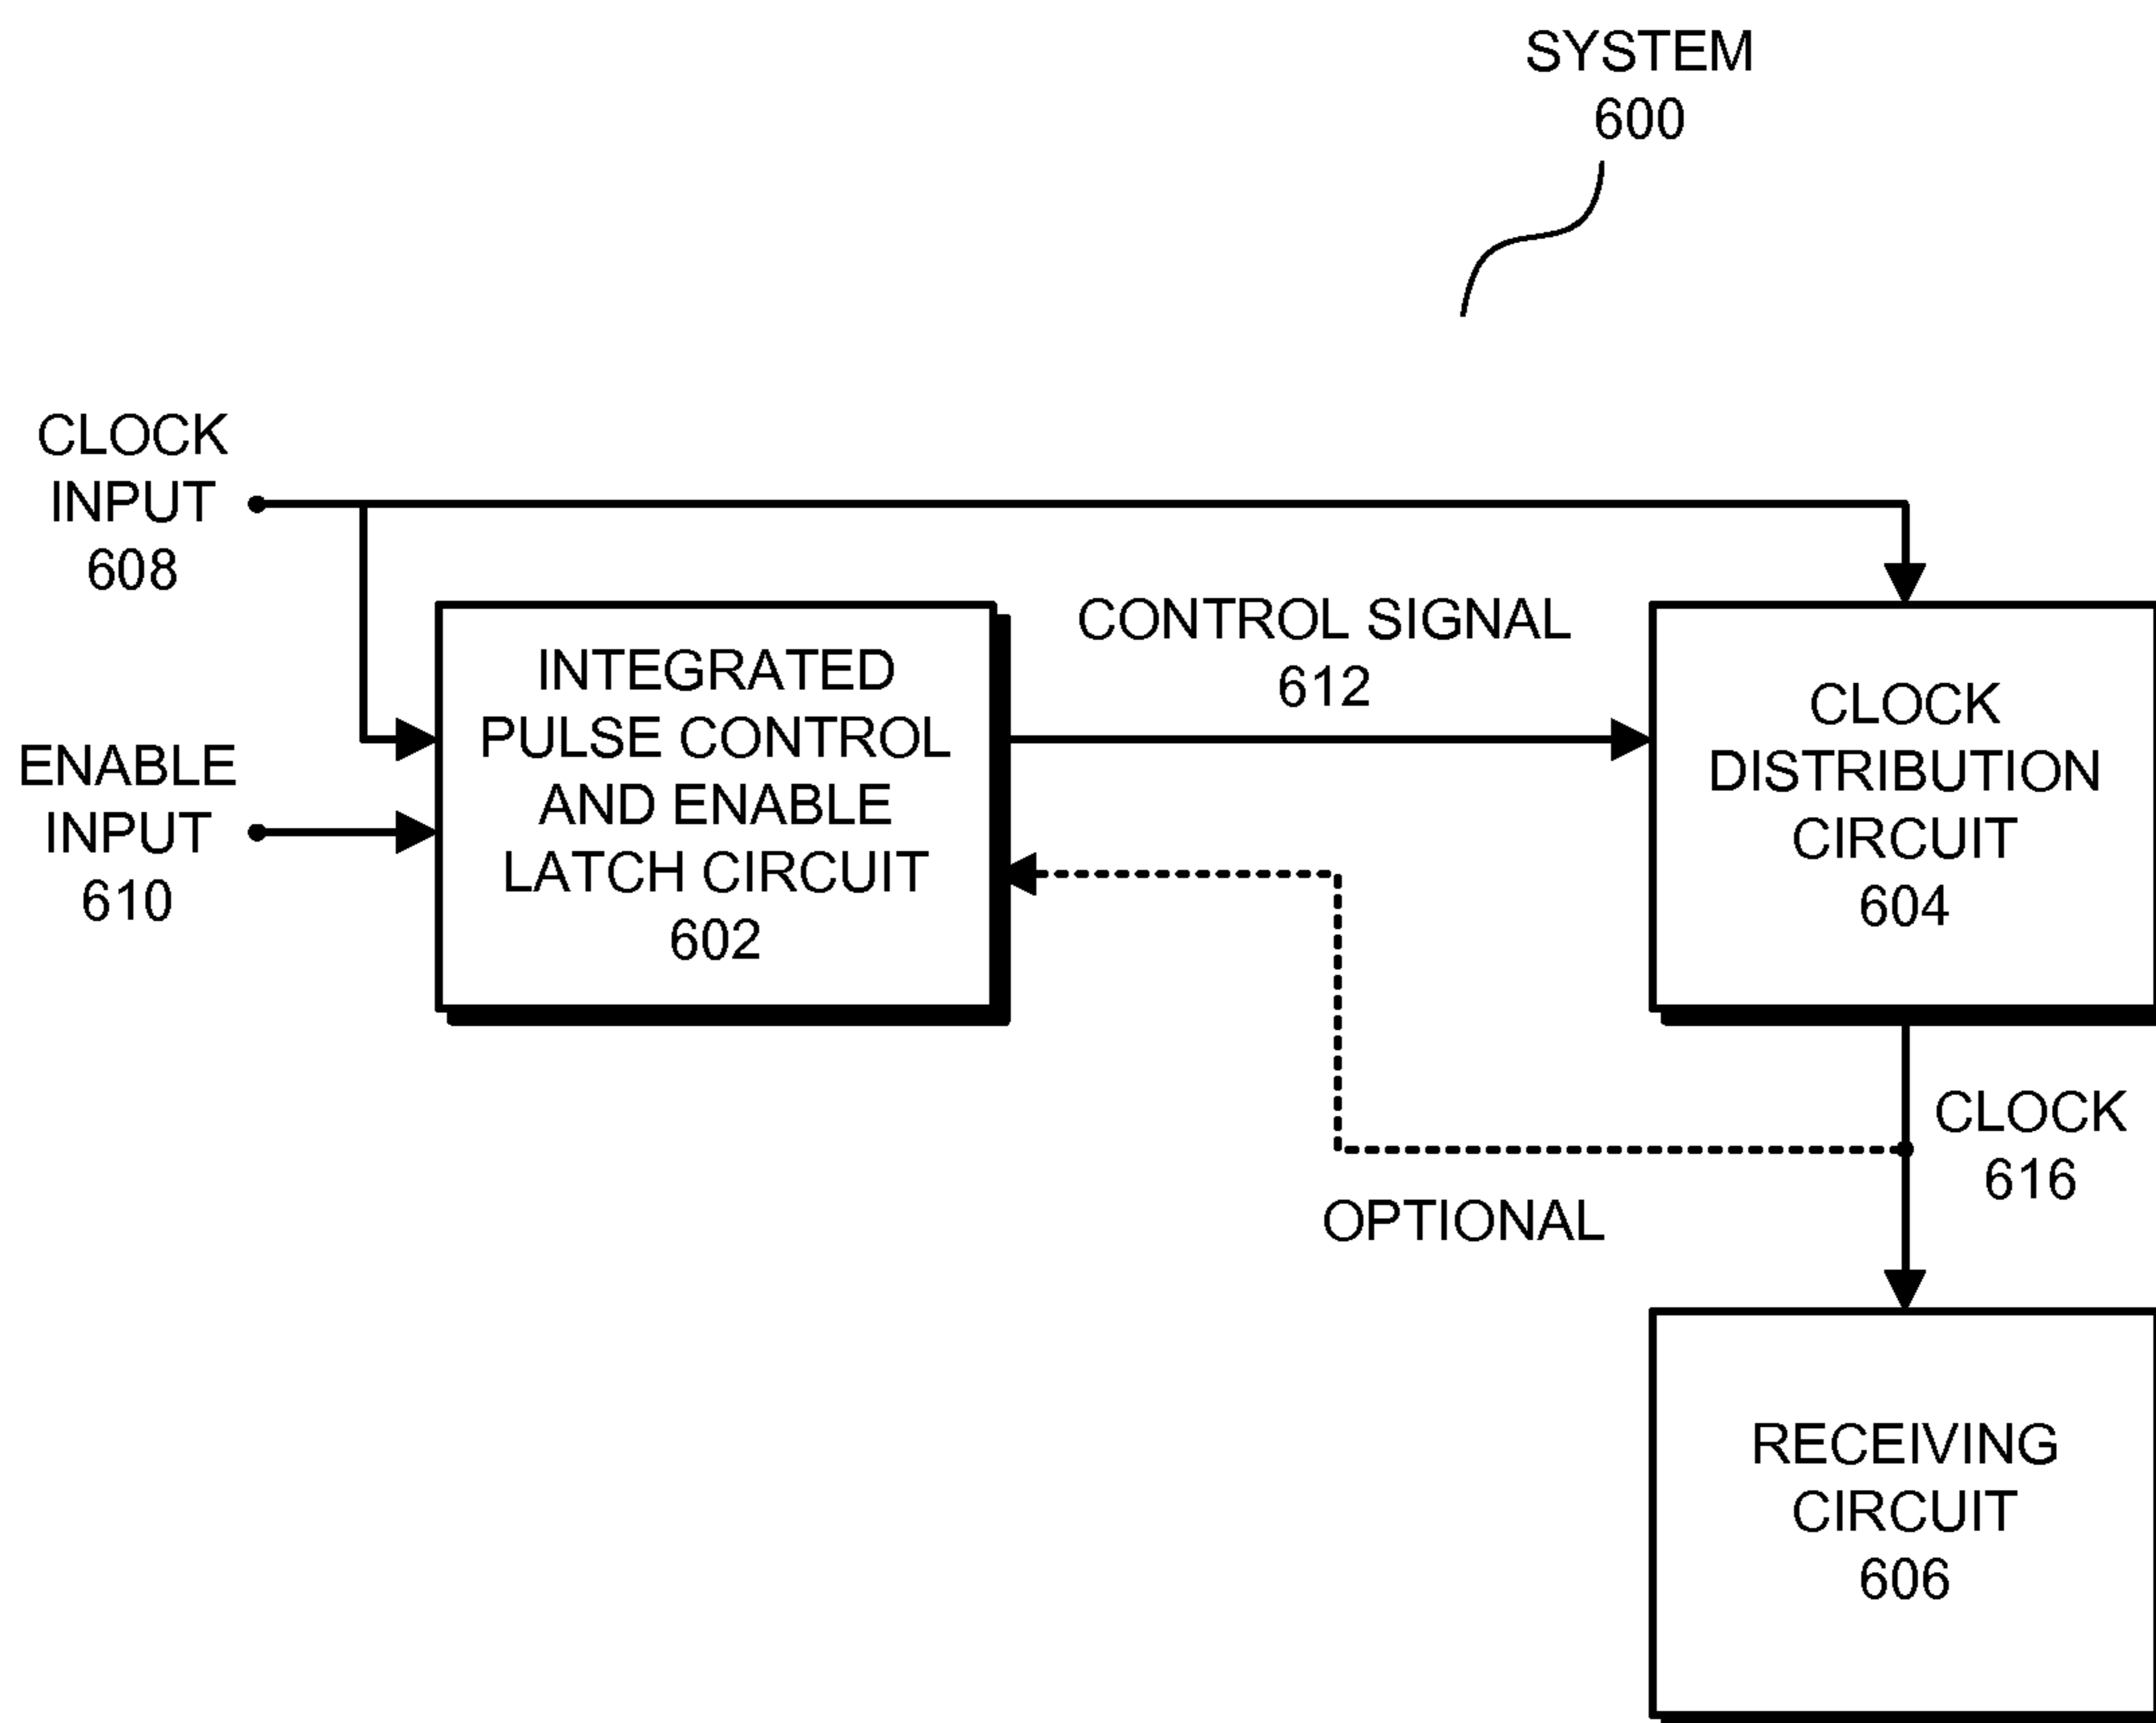 SYSTEM
600
CLOCK
INPUT
608
ENABLE
INPUT
610
INTEGRATED
PULSE CONTROL
AND ENABLE
LATCH CIRCUIT
602
CONTROL SIGNAL
612
CLOCK
DISTRIBUTION
CIRCUIT
604
CLOCK
616
OPTIONAL
RECEIVING
CIRCUIT
606